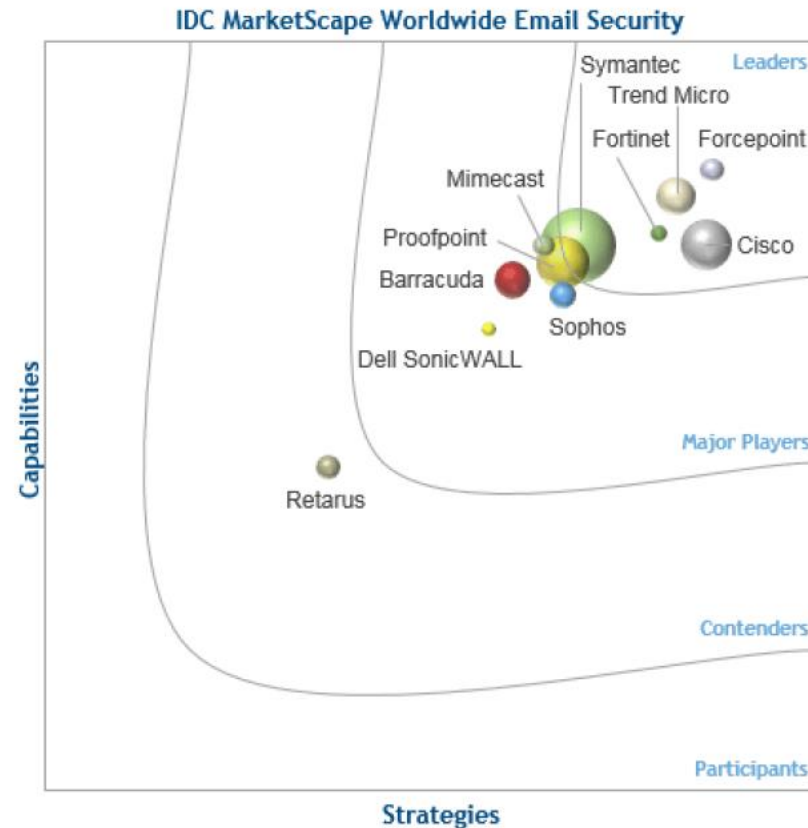 IDC MarketScape Worldwide Email Security
Symantec
Leaders
Trend Micro
Fortinet
Forcepoint
Mimecast
Proofpoint
Cisco
Barracuda
Sophos
Dell SonicWALL
Capabilities
Major Players
Retarus
Contenders
Participants
Strategies